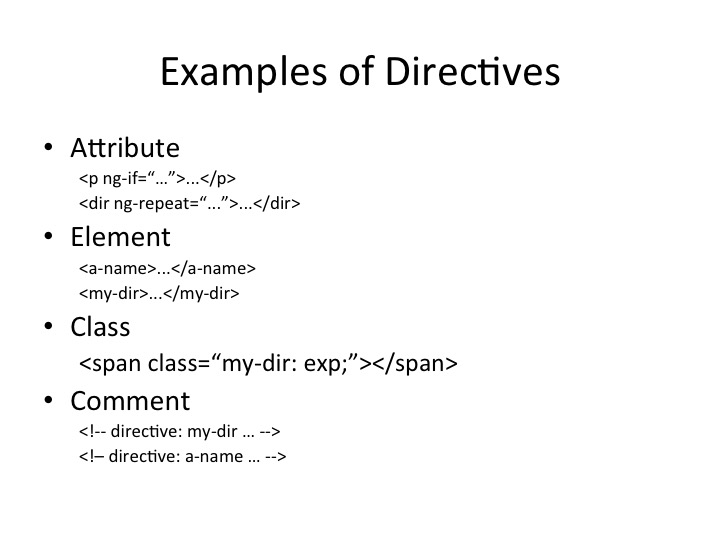 Examples of Directives
• Attribute
<p ng-if=“…”>...</p>
<dir ng-repeat=“...”>...</dir>
• Element
<a-name>...</a-name>
<my-dir>...</my-dir>
• Class
<span class=“my-dir: exp;”></span>
• Comment
<!-- directive: my-dir … -->
<!– directive: a-name … -->